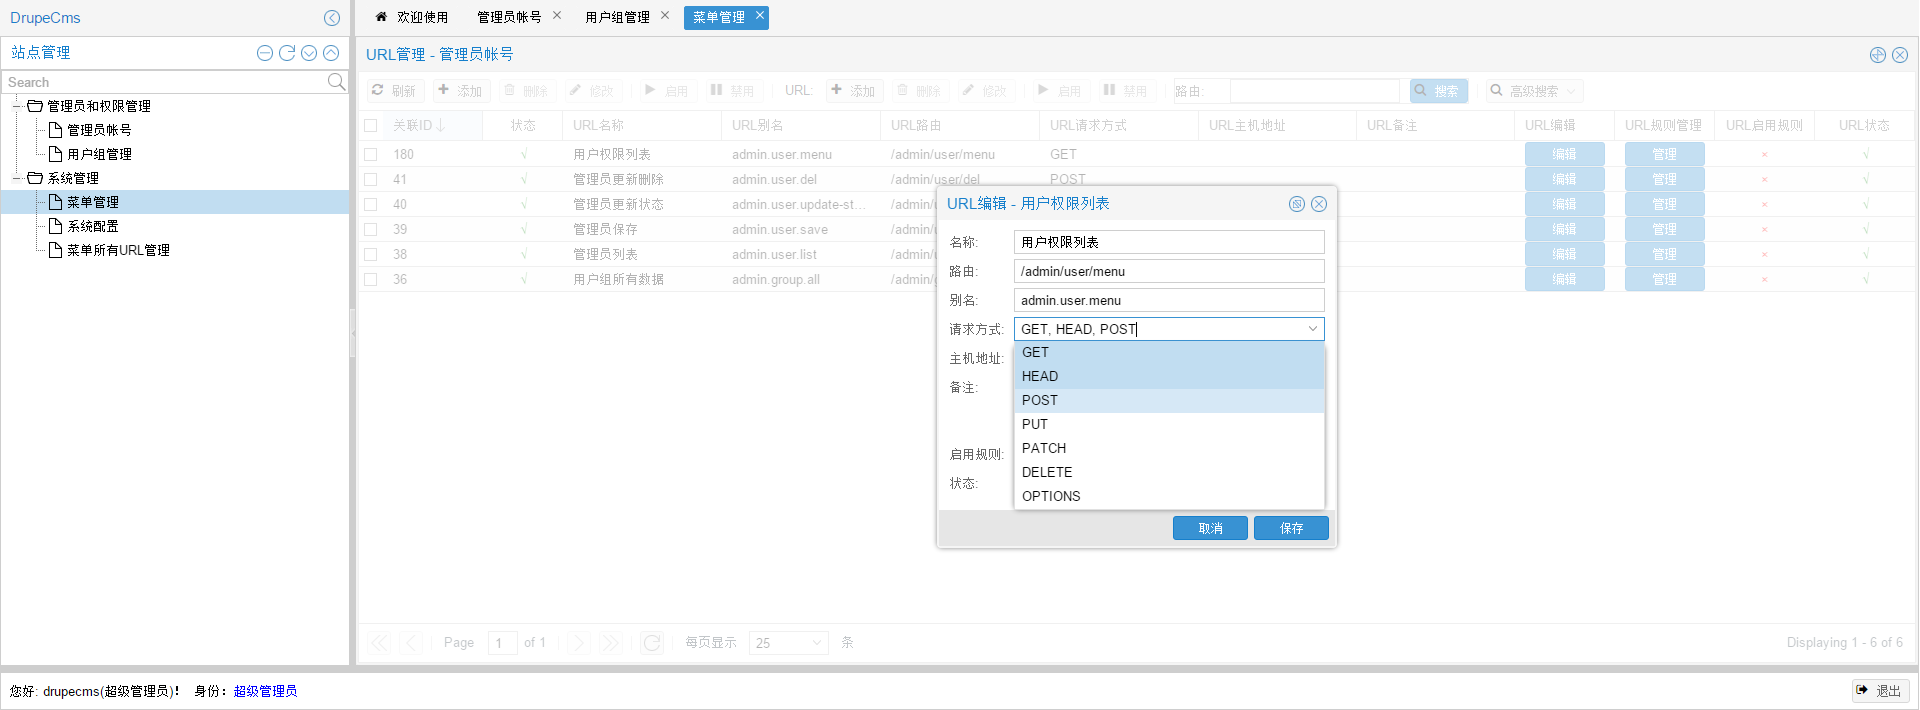 DrupeCms
欢迎使用 管理员帐号 用户组管理 菜单管理
站点管理
URL管理 - 管理员帐号
Search
管理员和权限管理
管理员帐号
用户组管理
系统管理
菜单管理
系统配置
菜单所有URL管理
刷新 添加 删除 修改 启用 禁用 URL: 添加 删除 修改 启用 禁用 路由: 搜索 高级搜索
关联ID 状态 URL名称 URL别名 URL路由 URL请求方式 URL主机地址 URL备注 URL编辑 URL规则管理 URL启用规则 URL状态
180 √ 用户权限列表 admin.user.menu /admin/user/menu GET 编辑 管理 × √
41 √ 管理员更新删除 admin.user.del /admin/user/del POST 编辑 管理 × √
40 √ 管理员更新状态 admin.user.update-st... /admin/u 编辑 管理 × √
39 √ 管理员保存 admin.user.save /admin/u 编辑 管理 × √
38 √ 管理员列表 admin.user.list /admin/u 编辑 管理 × √
36 √ 用户组所有数据 admin.group.all /admin/g 编辑 管理 × √
URL编辑 - 用户权限列表
名称: 用户权限列表
路由: /admin/user/menu
别名: admin.user.menu
请求方式: GET, HEAD, POST
主机地址:
备注:
启用规则:
状态:
GET
HEAD
POST
PUT
PATCH
DELETE
OPTIONS
取消 保存
Page 1 of 1 每页显示 25 条 Displaying 1 - 6 of 6
您好: drupecms(超级管理员)! 身份: 超级管理员 退出